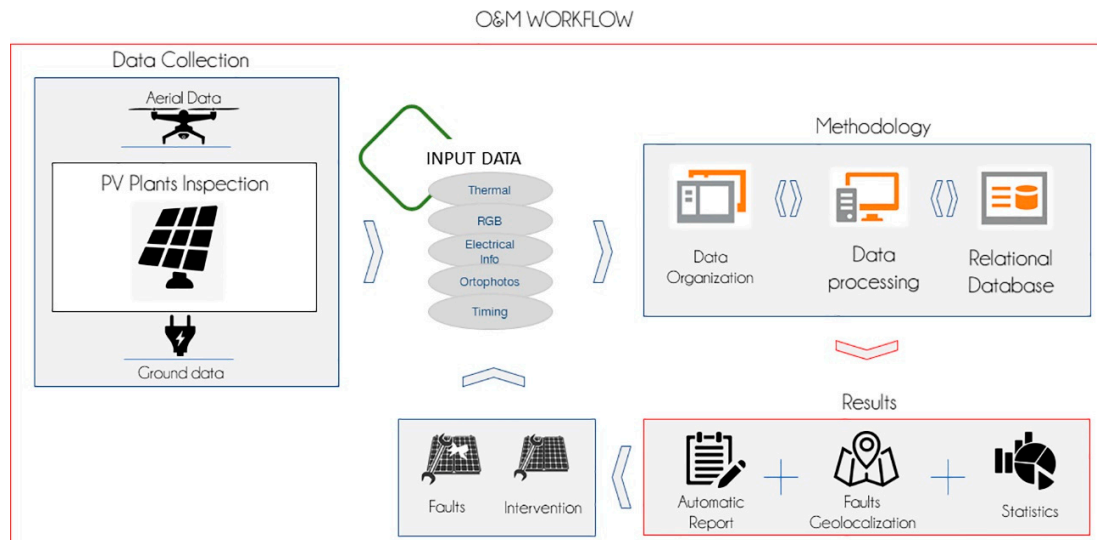 O&M WORKFLOW
Data Collection
Aerial Data
PV Plants Inspection
Ground data
INPUT DATA
Thermal
RGB
Electrical
Info
Ortophotos
Timing
Methodology
Data
Organization
Data
processing
Relational
Database
Results
Automatic
Report
Faults
Geolocalization
Statistics
Faults
Intervention